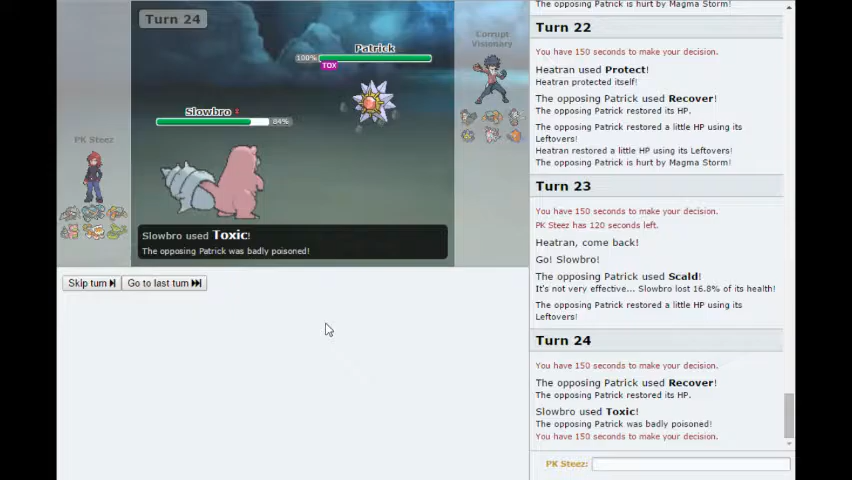 Turn 24
Patrick
100%
TOX
Slowbro
84%
PK Steez
Corrupt
Visionary
Slowbro used Toxic!
The opposing Patrick was badly poisoned!
Skip turn
Go to last turn
The opposing Patrick is hurt by Magma Storm!
Turn 22
You have 150 seconds to make your decision.
Heatran used Protect!
Heatran protected itself!
The opposing Patrick used Recover!
The opposing Patrick restored its HP.
The opposing Patrick restored a little HP using its
Leftovers!
Heatran restored a little HP using its Leftovers!
The opposing Patrick is hurt by Magma Storm!
Turn 23
You have 150 seconds to make your decision.
PK Steez has 120 seconds left.
Heatran, come back!
Go! Slowbro!
The opposing Patrick used Scald!
It's not very effective... Slowbro lost 16.8% of its health!
The opposing Patrick restored a little HP using its
Leftovers!
Turn 24
You have 150 seconds to make your decision.
The opposing Patrick used Recover!
The opposing Patrick restored its HP.
Slowbro used Toxic!
The opposing Patrick was badly poisoned!
You have 150 seconds to make your decision.
PK Steez: